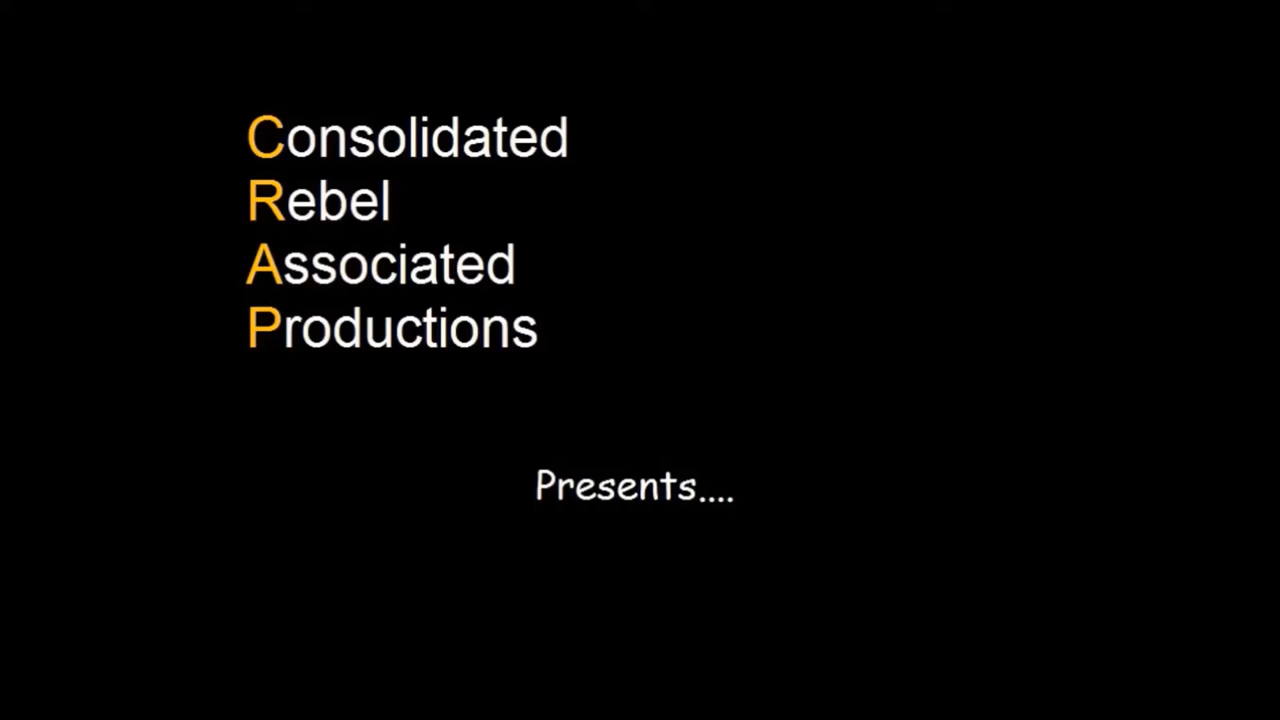 Consolidated
Rebel
Associated
Productions
Presents....